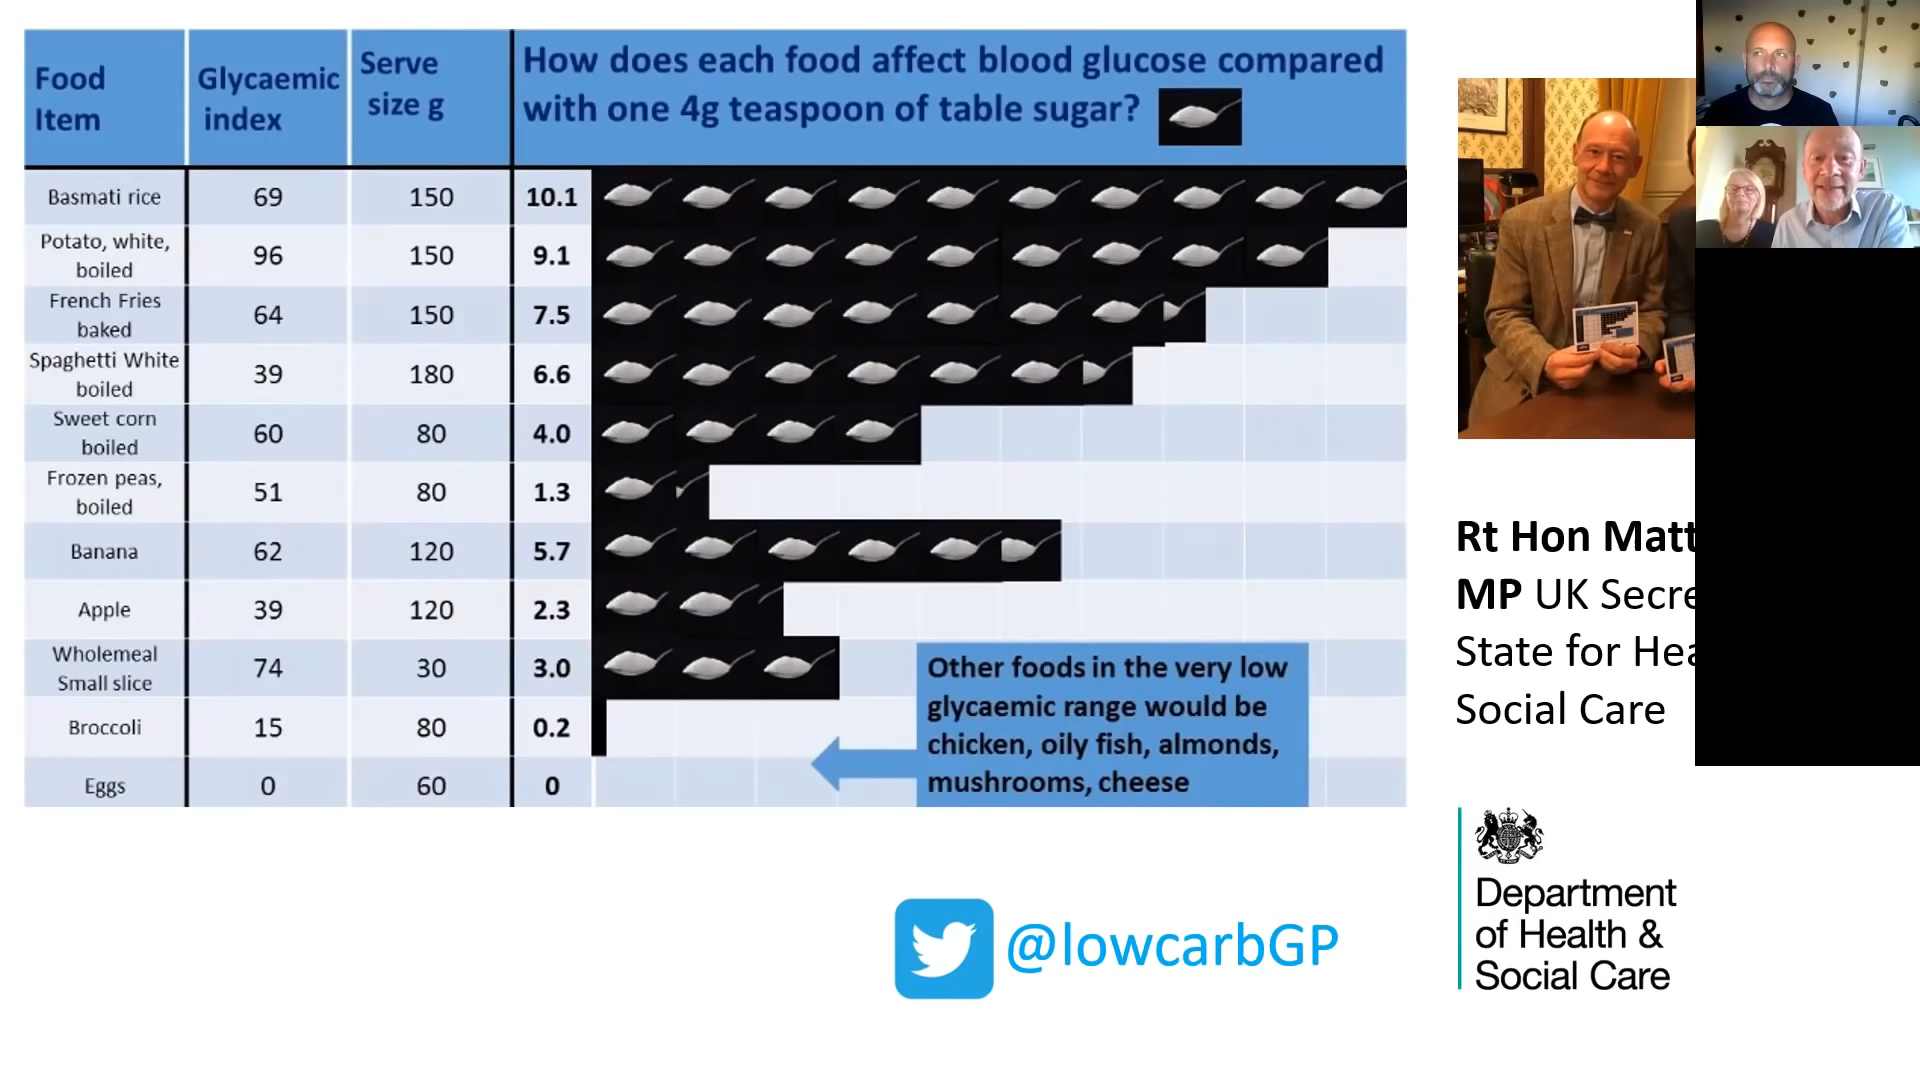 Food Item
Glycaemic index
Serve size g
How does each food affect blood glucose compared
with one 4g teaspoon of table sugar?
Basmati rice 69 150 10.1
Potato, white, boiled 96 150 9.1
French Fries baked 64 150 7.5
Spaghetti White boiled 39 180 6.6
Sweet corn boiled 60 80 4.0
Frozen peas, boiled 51 80 1.3
Banana 62 120 5.7
Apple 39 120 2.3
Wholemeal Small slice 74 30 3.0
Broccoli 15 80 0.2
Eggs 0 60 0
Other foods in the very low
glycaemic range would be
chicken, oily fish, almonds,
mushrooms, cheese
@lowcarbGP
Rt Hon Matt
MP UK
State for
Social Care
Department
of Health &
Social Care